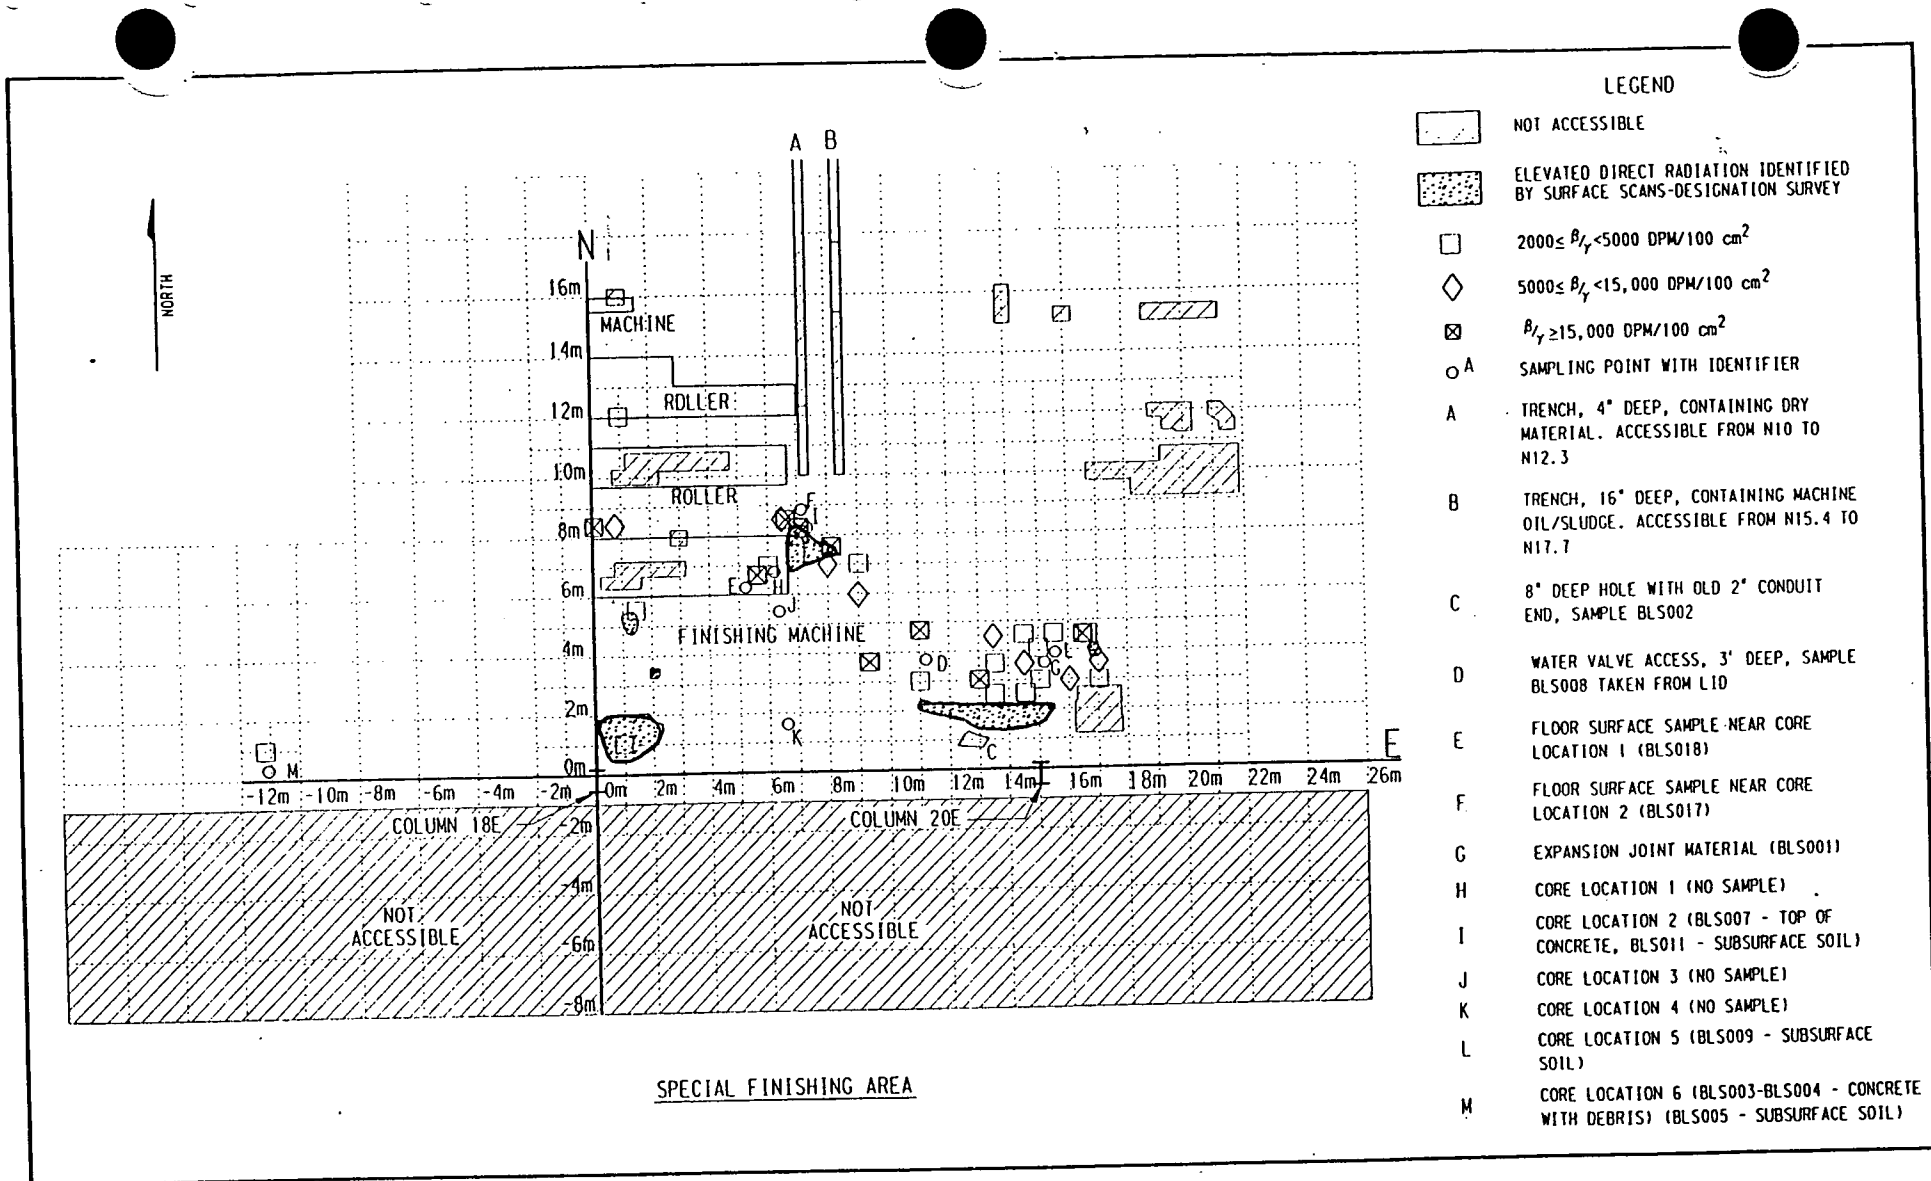 LEGEND
NOT ACCESSIBLE
ELEVATED DIRECT RADIATION IDENTIFIED
BY SURFACE SCANS-DESIGNATION SURVEY
2000≤ β/γ <5000 DPM/100 cm²
5000≤ β/γ <15,000 DPM/100 cm²
β/γ ≥15,000 DPM/100 cm²
A SAMPLING POINT WITH IDENTIFIER
A TRENCH, 4" DEEP, CONTAINING DRY
MATERIAL. ACCESSIBLE FROM N10 TO
N12.3
B TRENCH, 16" DEEP, CONTAINING MACHINE
OIL/SLUDGE. ACCESSIBLE FROM N15.4 TO
N17.7
C 8" DEEP HOLE WITH OLD 2" CONDUIT
END, SAMPLE BLS002
D WATER VALVE ACCESS, 3' DEEP, SAMPLE
BLS008 TAKEN FROM LID
E FLOOR SURFACE SAMPLE NEAR CORE
LOCATION 1 (BLS018)
F FLOOR SURFACE SAMPLE NEAR CORE
LOCATION 2 (BLS017)
G EXPANSION JOINT MATERIAL (BLS001)
H CORE LOCATION 1 (NO SAMPLE)
I CORE LOCATION 2 (BLS007 - TOP OF
CONCRETE, BLS011 - SUBSURFACE SOIL)
J CORE LOCATION 3 (NO SAMPLE)
K CORE LOCATION 4 (NO SAMPLE)
L CORE LOCATION 5 (BLS009 - SUBSURFACE
SOIL)
M CORE LOCATION 6 (BLS003-BLS004 - CONCRETE
WITH DEBRIS) (BLS005 - SUBSURFACE SOIL)
A B
NORTH
N
16m
MACHINE
14m
ROLLER
12m
10m
ROLLER
F
I
8m
E H
6m
J
FINISHING MACHINE
L
4m
D G
2m
K
C
0m
M
E
-12m -10m -8m -6m -4m -2m 0m 2m 4m 6m 8m 10m 12m 14m 16m 18m 20m 22m 24m 26m
COLUMN 18E
COLUMN 20E
-2m
-4m
NOT
ACCESSIBLE
NOT
ACCESSIBLE
-6m
-8m
SPECIAL FINISHING AREA